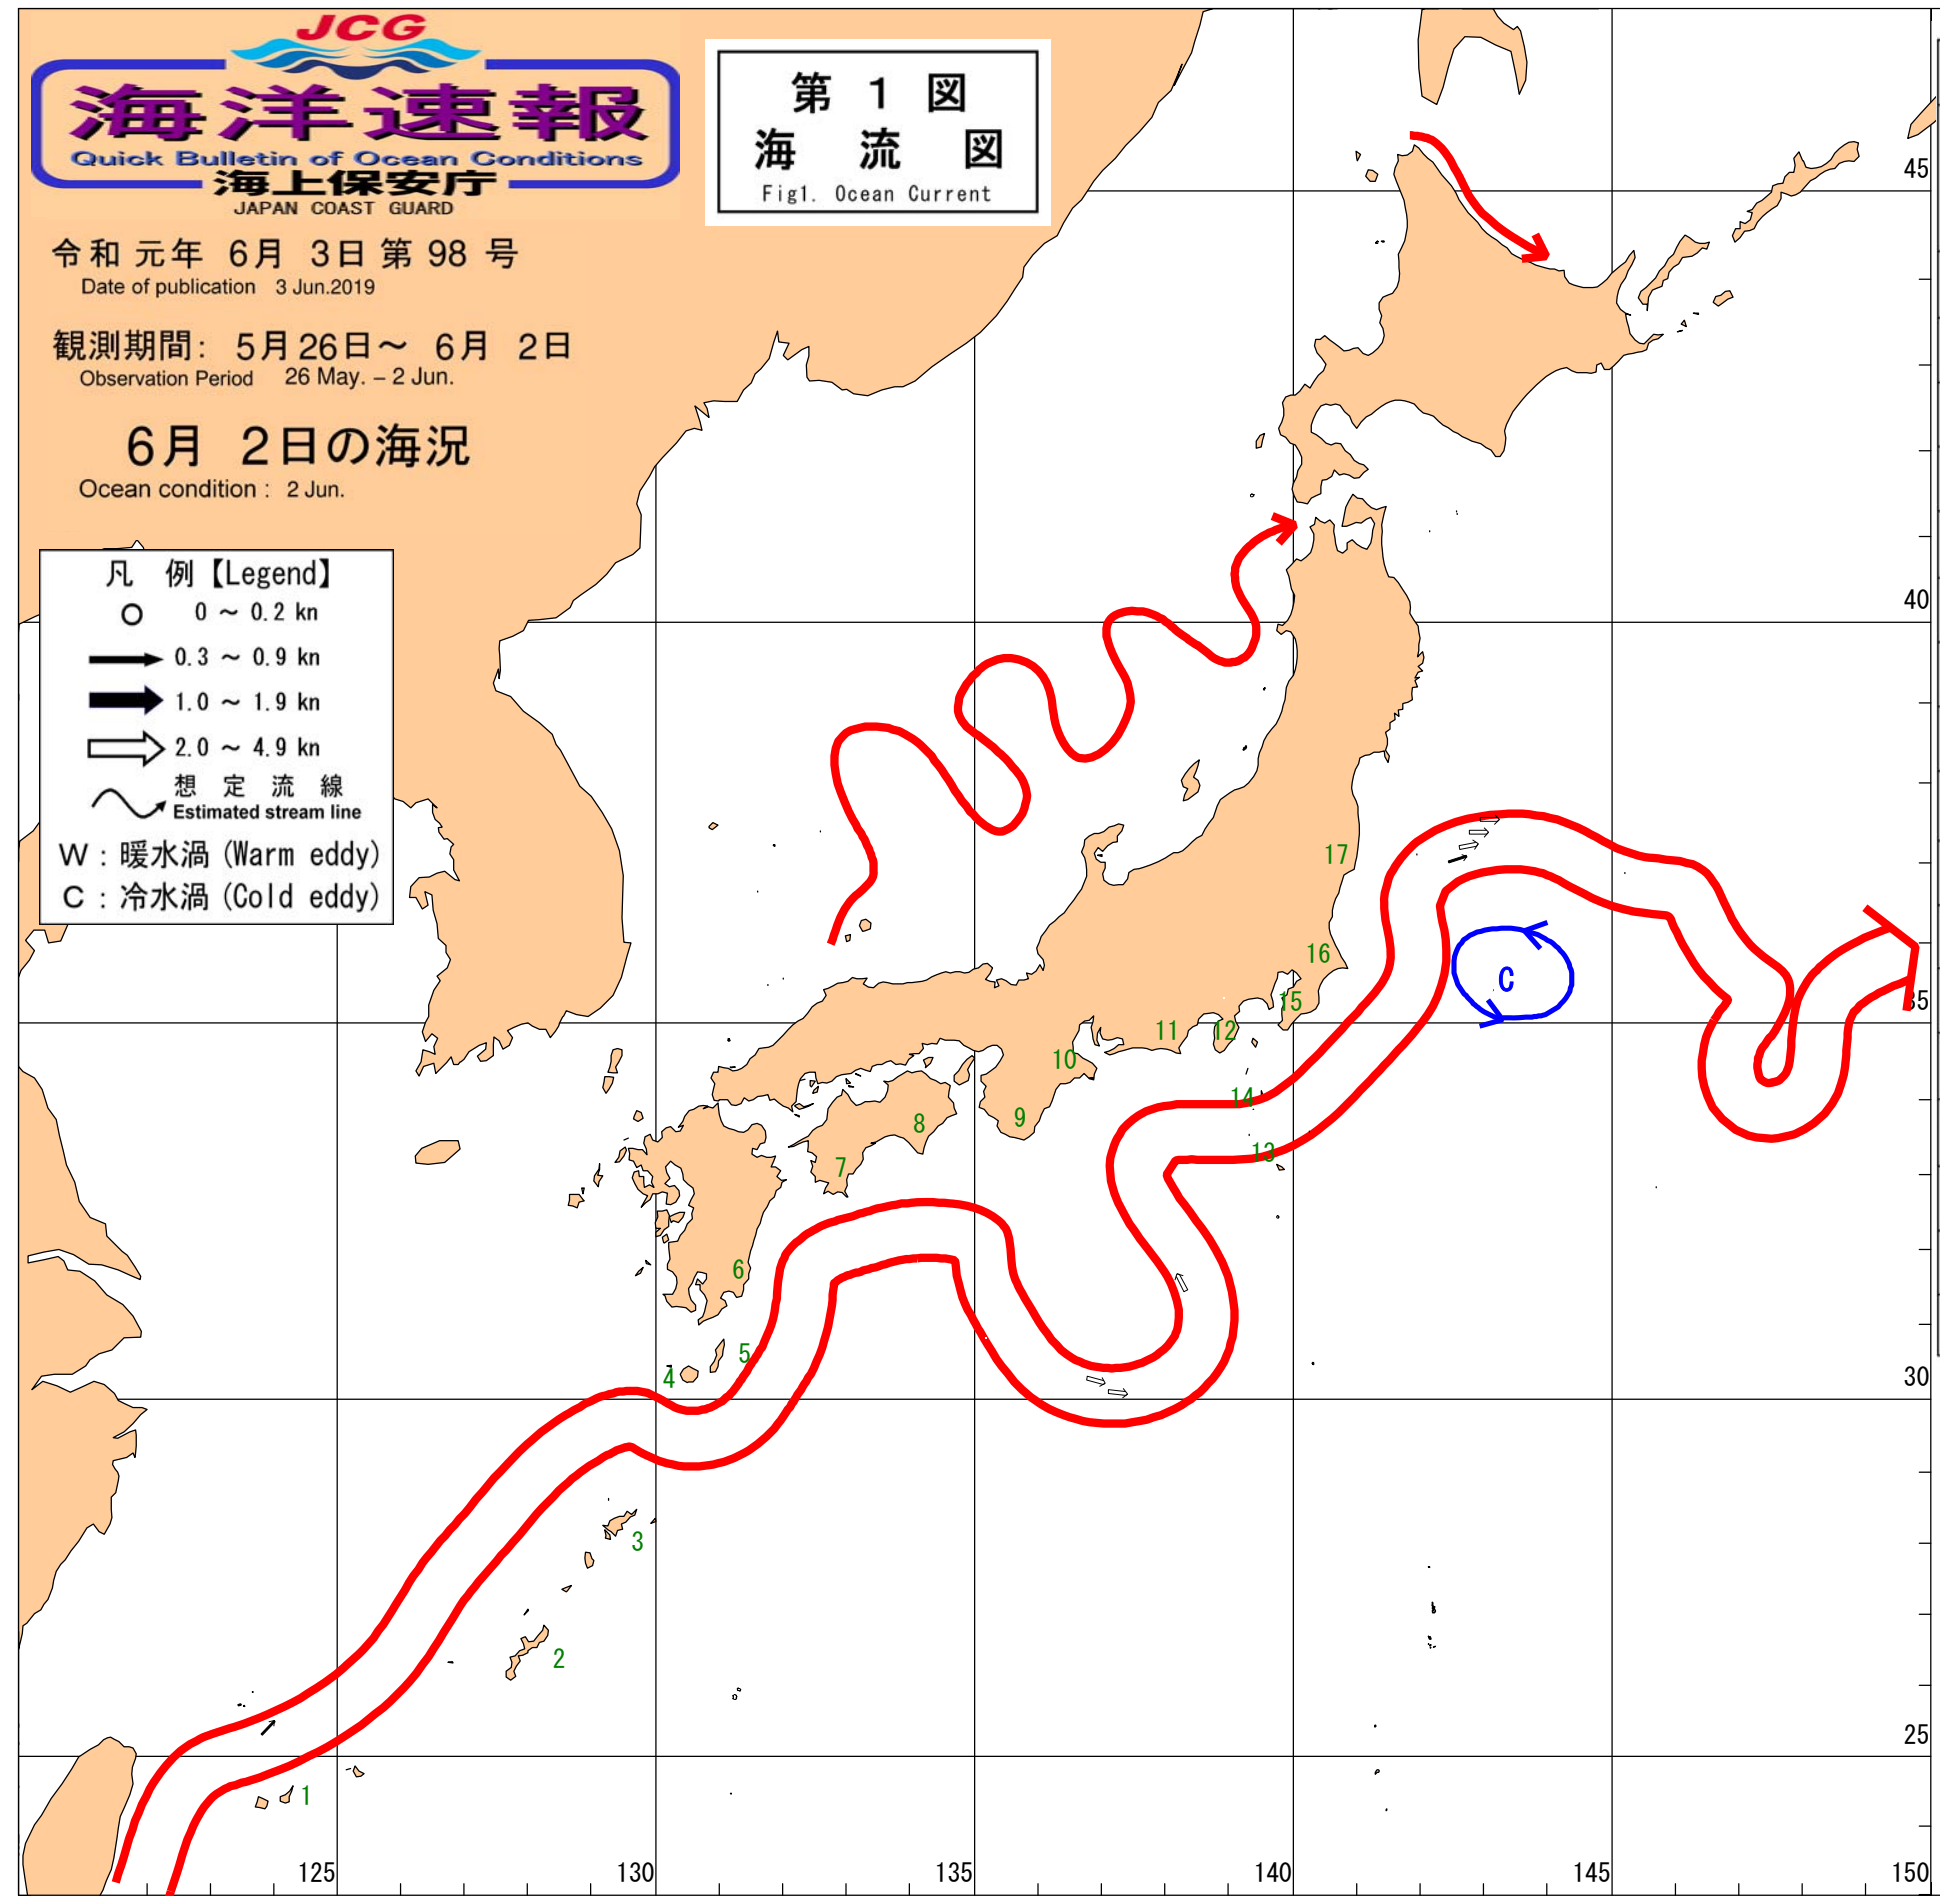 JCG
海洋速報
Quick Bulletin of Ocean Conditions
海上保安庁
JAPAN COAST GUARD
令和 元年 6月 3日 第 98 号
Date of publication 3 Jun.2019
観測期間: 5月26日～ 6月 2日
Observation Period 26 May. – 2 Jun.
6月 2日の海況
Ocean condition : 2 Jun.
第 1 図
海 流 図
Fig1. Ocean Current
凡 例【Legend】
0 ～ 0.2 kn
0.3 ～ 0.9 kn
1.0 ～ 1.9 kn
2.0 ～ 4.9 kn
想 定 流 線
Estimated stream line
W : 暖水渦 (Warm eddy)
C : 冷水渦 (Cold eddy)
45
40
17
16
C
15
35
11
12
10
14
9
8
13
7
6
5
4
30
3
2
25
1
125
130
135
140
145
150